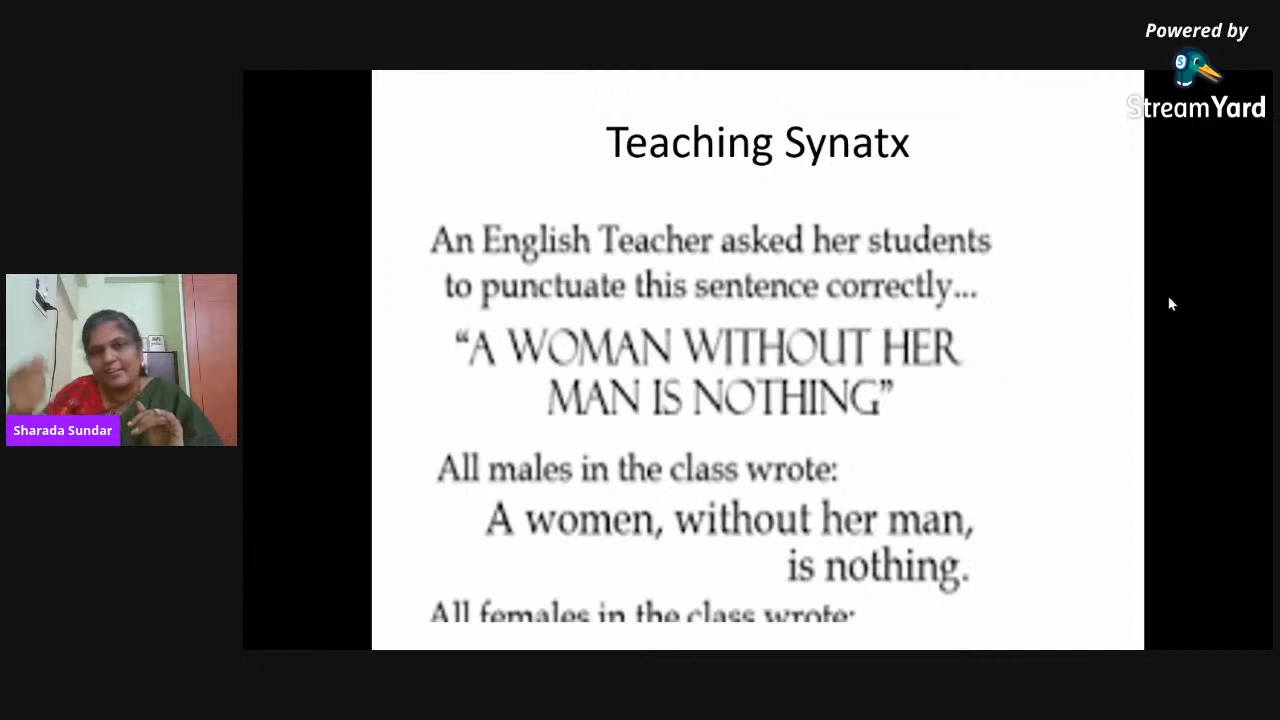 Powered by
StreamYard
Teaching Synatx
An English Teacher asked her students
to punctuate this sentence correctly...
“A WOMAN WITHOUT HER
MAN IS NOTHING”
All males in the class wrote:
A women, without her man,
is nothing.
All females in the class wrote:
Sharada Sundar